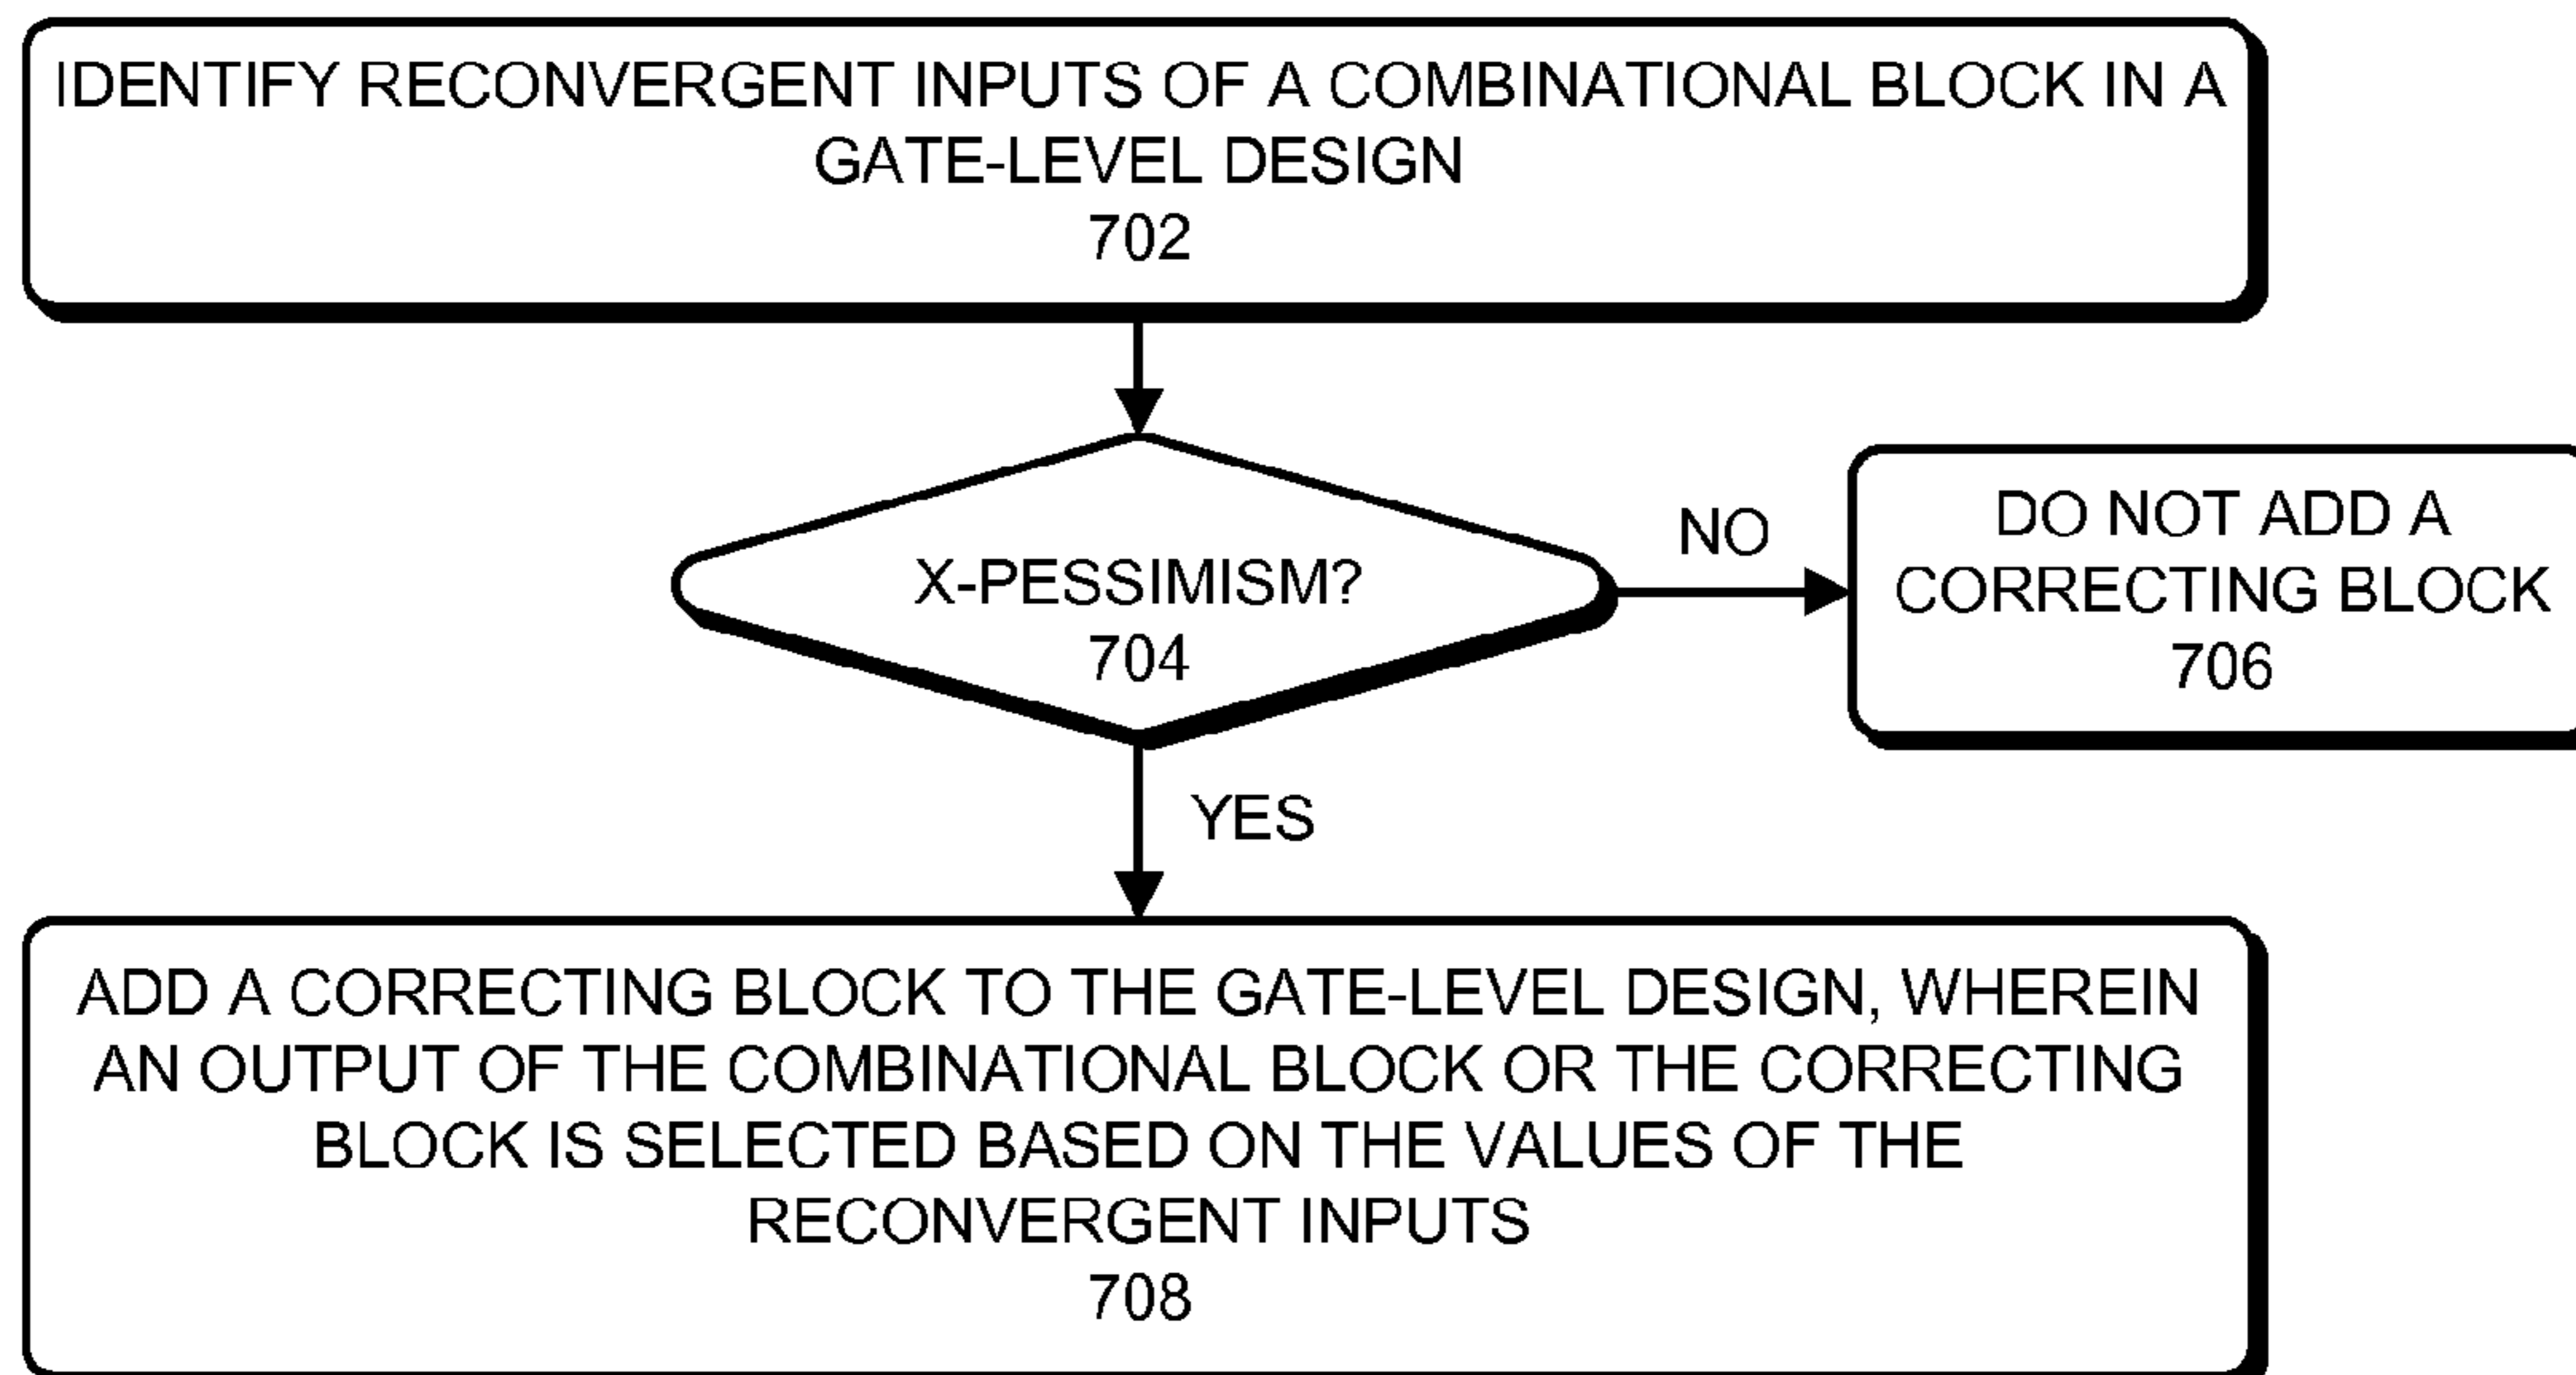 IDENTIFY RECONVERGENT INPUTS OF A COMBINATIONAL BLOCK IN A
GATE-LEVEL DESIGN
702
X-PESSIMISM?
704
NO
DO NOT ADD A
CORRECTING BLOCK
706
YES
ADD A CORRECTING BLOCK TO THE GATE-LEVEL DESIGN, WHEREIN
AN OUTPUT OF THE COMBINATIONAL BLOCK OR THE CORRECTING
BLOCK IS SELECTED BASED ON THE VALUES OF THE
RECONVERGENT INPUTS
708